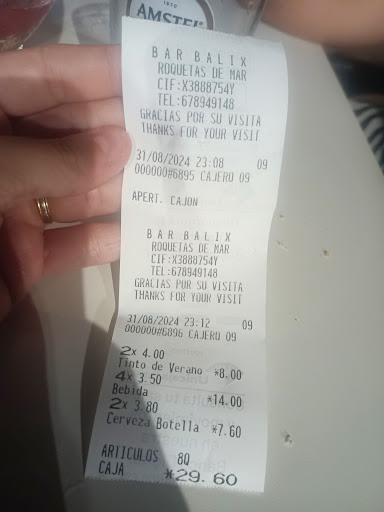 1870
AMSTEL
BAR BALIX
ROQUETAS DE MAR
CIF:X3888754Y
TEL:678949148
GRACIAS POR SU VISITA
THANKS FOR YOUR VISIT
31/08/2024 23:08 09
000000#6895 CAJERO 09
APERT. CAJON
BAR BALIX
ROQUETAS DE MAR
CIF:X3888754Y
TEL:678949148
GRACIAS POR SU VISITA
THANKS FOR YOUR VISIT
31/08/2024 23:12 09
000000#6896 CAJERO 09
2x 4.00
Tinto de Verano *8.00
4x 3.50
Bebida *14.00
2x 3.80
Cerveza Botella *7.60
ARTICULOS 8Q
CAJA *29.60